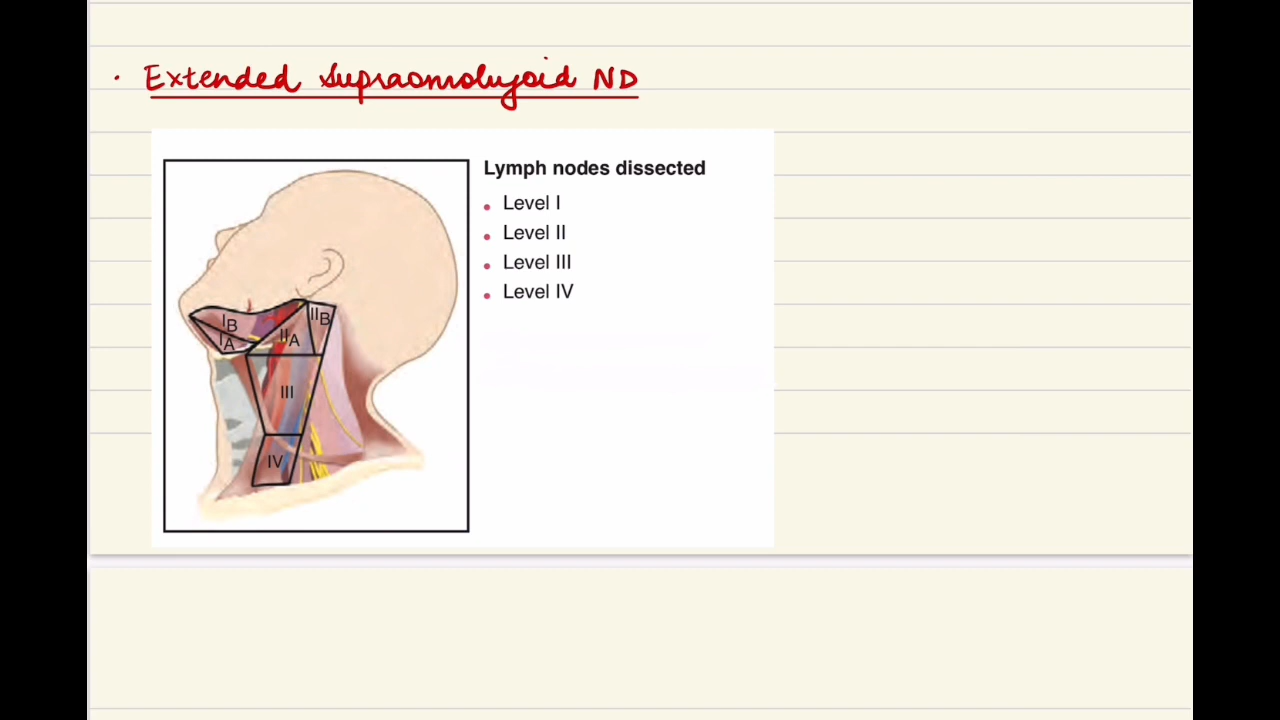 · Extended Supraomohyoid ND
Lymph nodes dissected
• Level I
• Level II
• Level III
• Level IV
IIB
IB
IA
IIA
III
IV